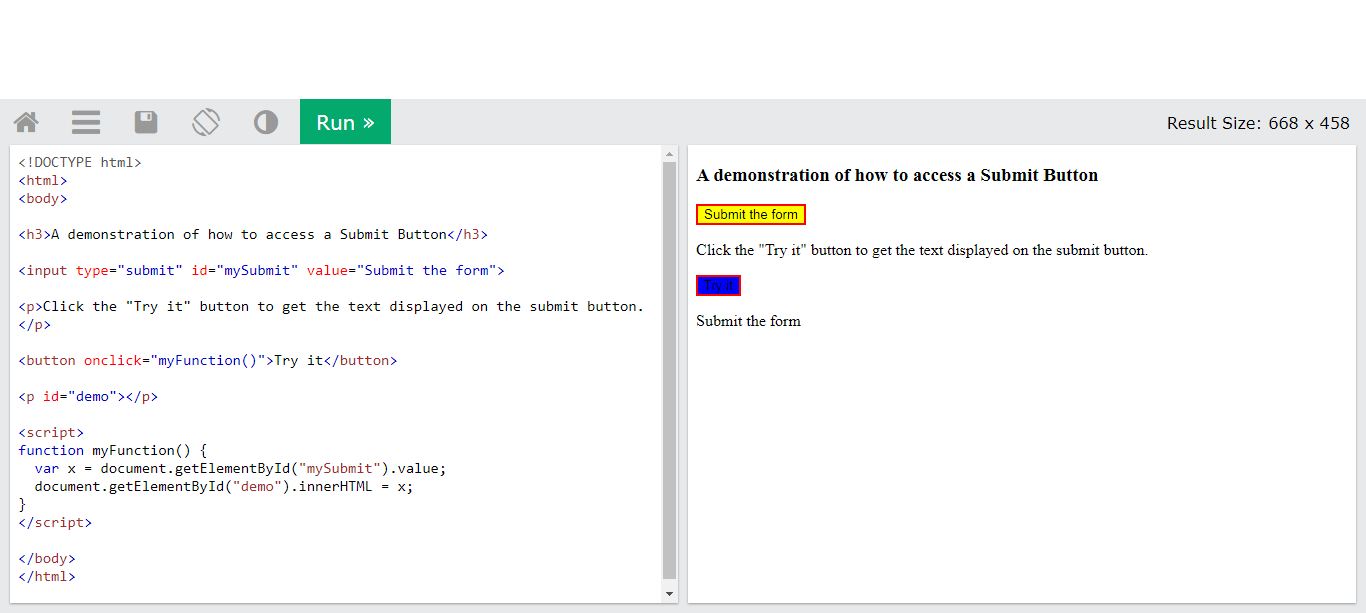 Run »
Result Size: 668 x 458
<!DOCTYPE html>
<html>
<body>
<h3>A demonstration of how to access a Submit Button</h3>
<input type="submit" id="mySubmit" value="Submit the form">
<p>Click the "Try it" button to get the text displayed on the submit button.
</p>
<button onclick="myFunction()">Try it</button>
<p id="demo"></p>
<script>
function myFunction() {
  var x = document.getElementById("mySubmit").value;
  document.getElementById("demo").innerHTML = x;
}
</script>
</body>
</html>
A demonstration of how to access a Submit Button
Submit the form
Click the "Try it" button to get the text displayed on the submit button.
Try it
Submit the form